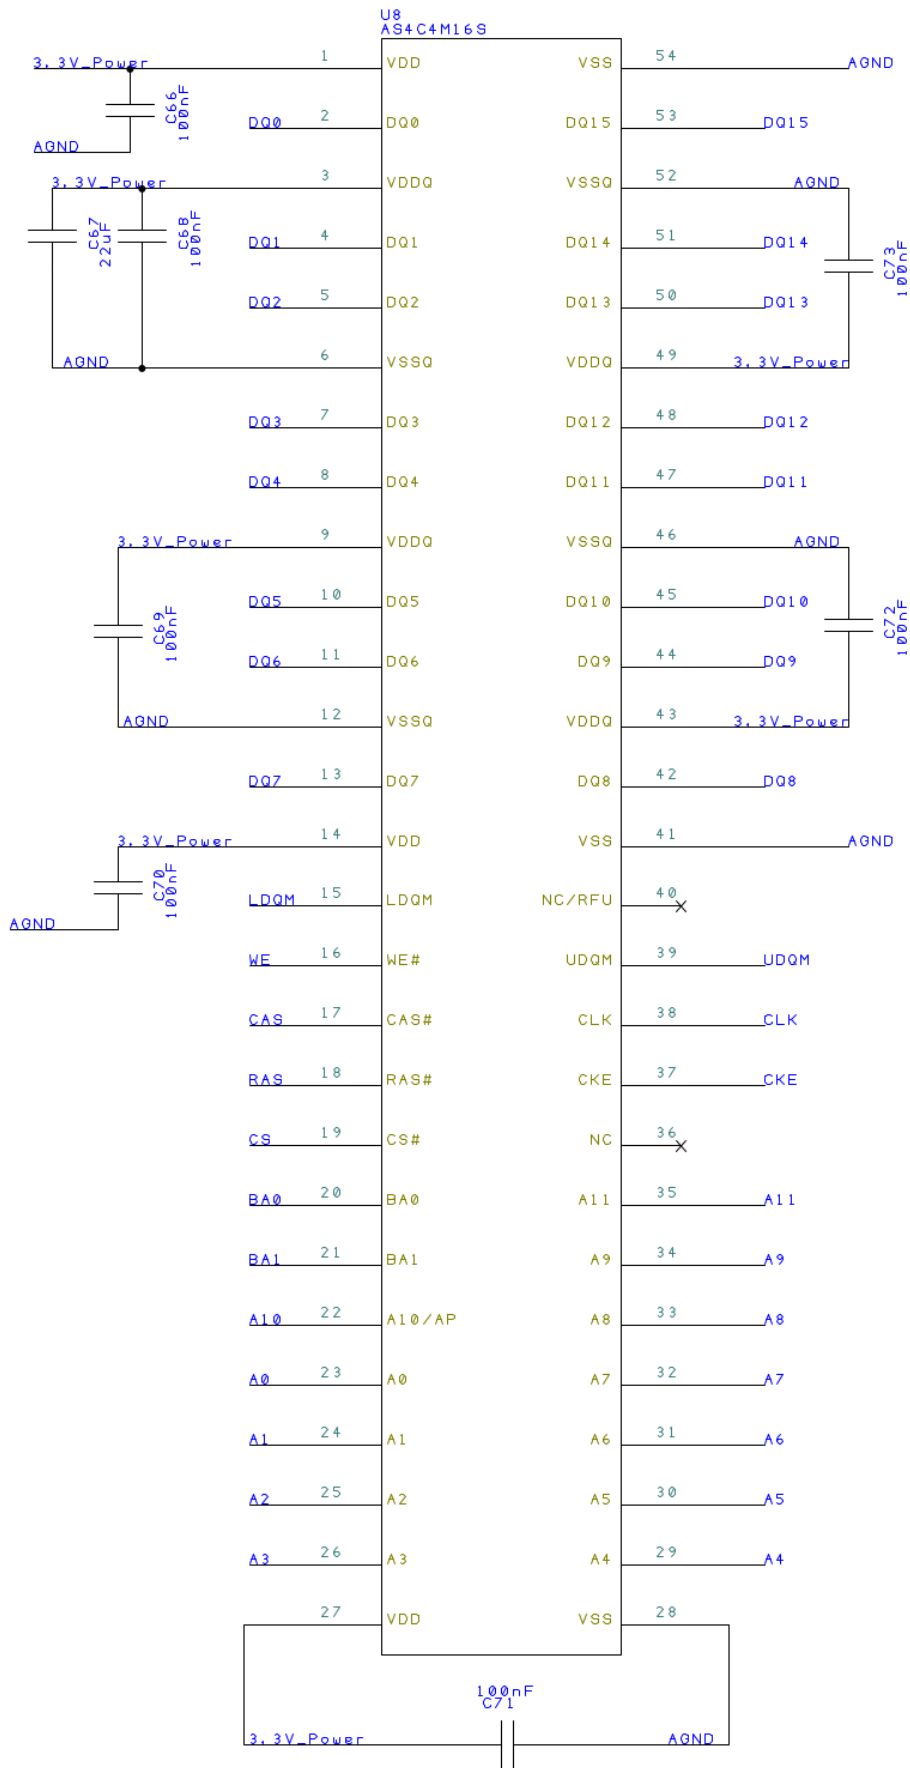 U8
AS4C4M16S
3.3V_Power 1 VDD VSS 54 AGND
C66
100nF
DQ0 2 DQ0 DQ15 53 DQ15
AGND
3.3V_Power 3 VDDQ VSSQ 52 AGND
C67
22uF
C68
100nF
DQ1 4 DQ1 DQ14 51 DQ14
C73
100nF
DQ2 5 DQ2 DQ13 50 DQ13
AGND 6 VSSQ VDDQ 49 3.3V_Power
DQ3 7 DQ3 DQ12 48 DQ12
DQ4 8 DQ4 DQ11 47 DQ11
3.3V_Power 9 VDDQ VSSQ 46 AGND
DQ5 10 DQ5 DQ10 45 DQ10
C69
100nF
C72
100nF
DQ6 11 DQ6 DQ9 44 DQ9
AGND 12 VSSQ VDDQ 43 3.3V_Power
DQ7 13 DQ7 DQ8 42 DQ8
3.3V_Power 14 VDD VSS 41 AGND
C70
100nF
LDQM 15 LDQM NC/RFU 40
AGND
WE 16 WE# UDQM 39 UDQM
CAS 17 CAS# CLK 38 CLK
RAS 18 RAS# CKE 37 CKE
CS 19 CS# NC 36
BA0 20 BA0 A11 35 A11
BA1 21 BA1 A9 34 A9
A10 22 A10/AP A8 33 A8
A0 23 A0 A7 32 A7
A1 24 A1 A6 31 A6
A2 25 A2 A5 30 A5
A3 26 A3 A4 29 A4
27 VDD VSS 28
100nF
C71
3.3V_Power AGND